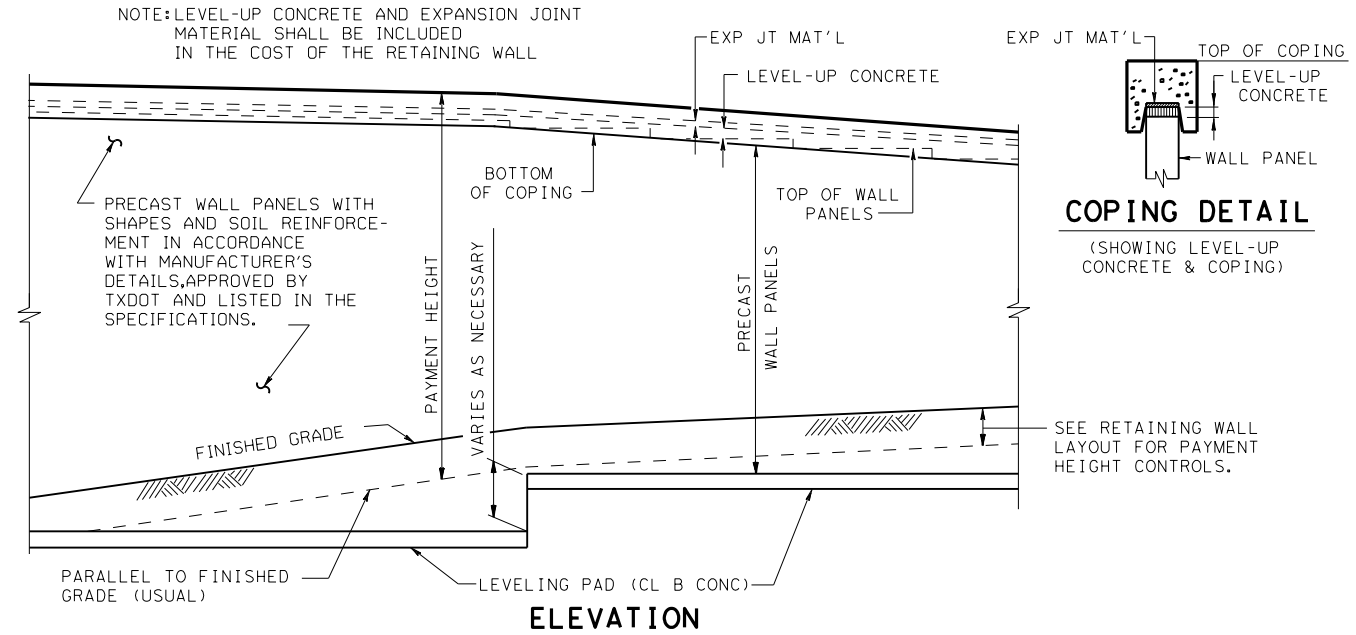 NOTE: LEVEL-UP CONCRETE AND EXPANSION JOINT
MATERIAL SHALL BE INCLUDED
IN THE COST OF THE RETAINING WALL
EXP JT MAT'L
LEVEL-UP CONCRETE
EXP JT MAT'L
TOP OF COPING
LEVEL-UP
CONCRETE
WALL PANEL
COPING DETAIL
(SHOWING LEVEL-UP
CONCRETE & COPING)
BOTTOM
OF COPING
TOP OF WALL
PANELS
PRECAST WALL PANELS WITH
SHAPES AND SOIL REINFORCE-
MENT IN ACCORDANCE
WITH MANUFACTURER'S
DETAILS,APPROVED BY
TXDOT AND LISTED IN THE
SPECIFICATIONS.
PAYMENT HEIGHT
VARIES AS NECESSARY
PRECAST
WALL PANELS
FINISHED GRADE
SEE RETAINING WALL
LAYOUT FOR PAYMENT
HEIGHT CONTROLS.
PARALLEL TO FINISHED
GRADE (USUAL)
LEVELING PAD (CL B CONC)
ELEVATION